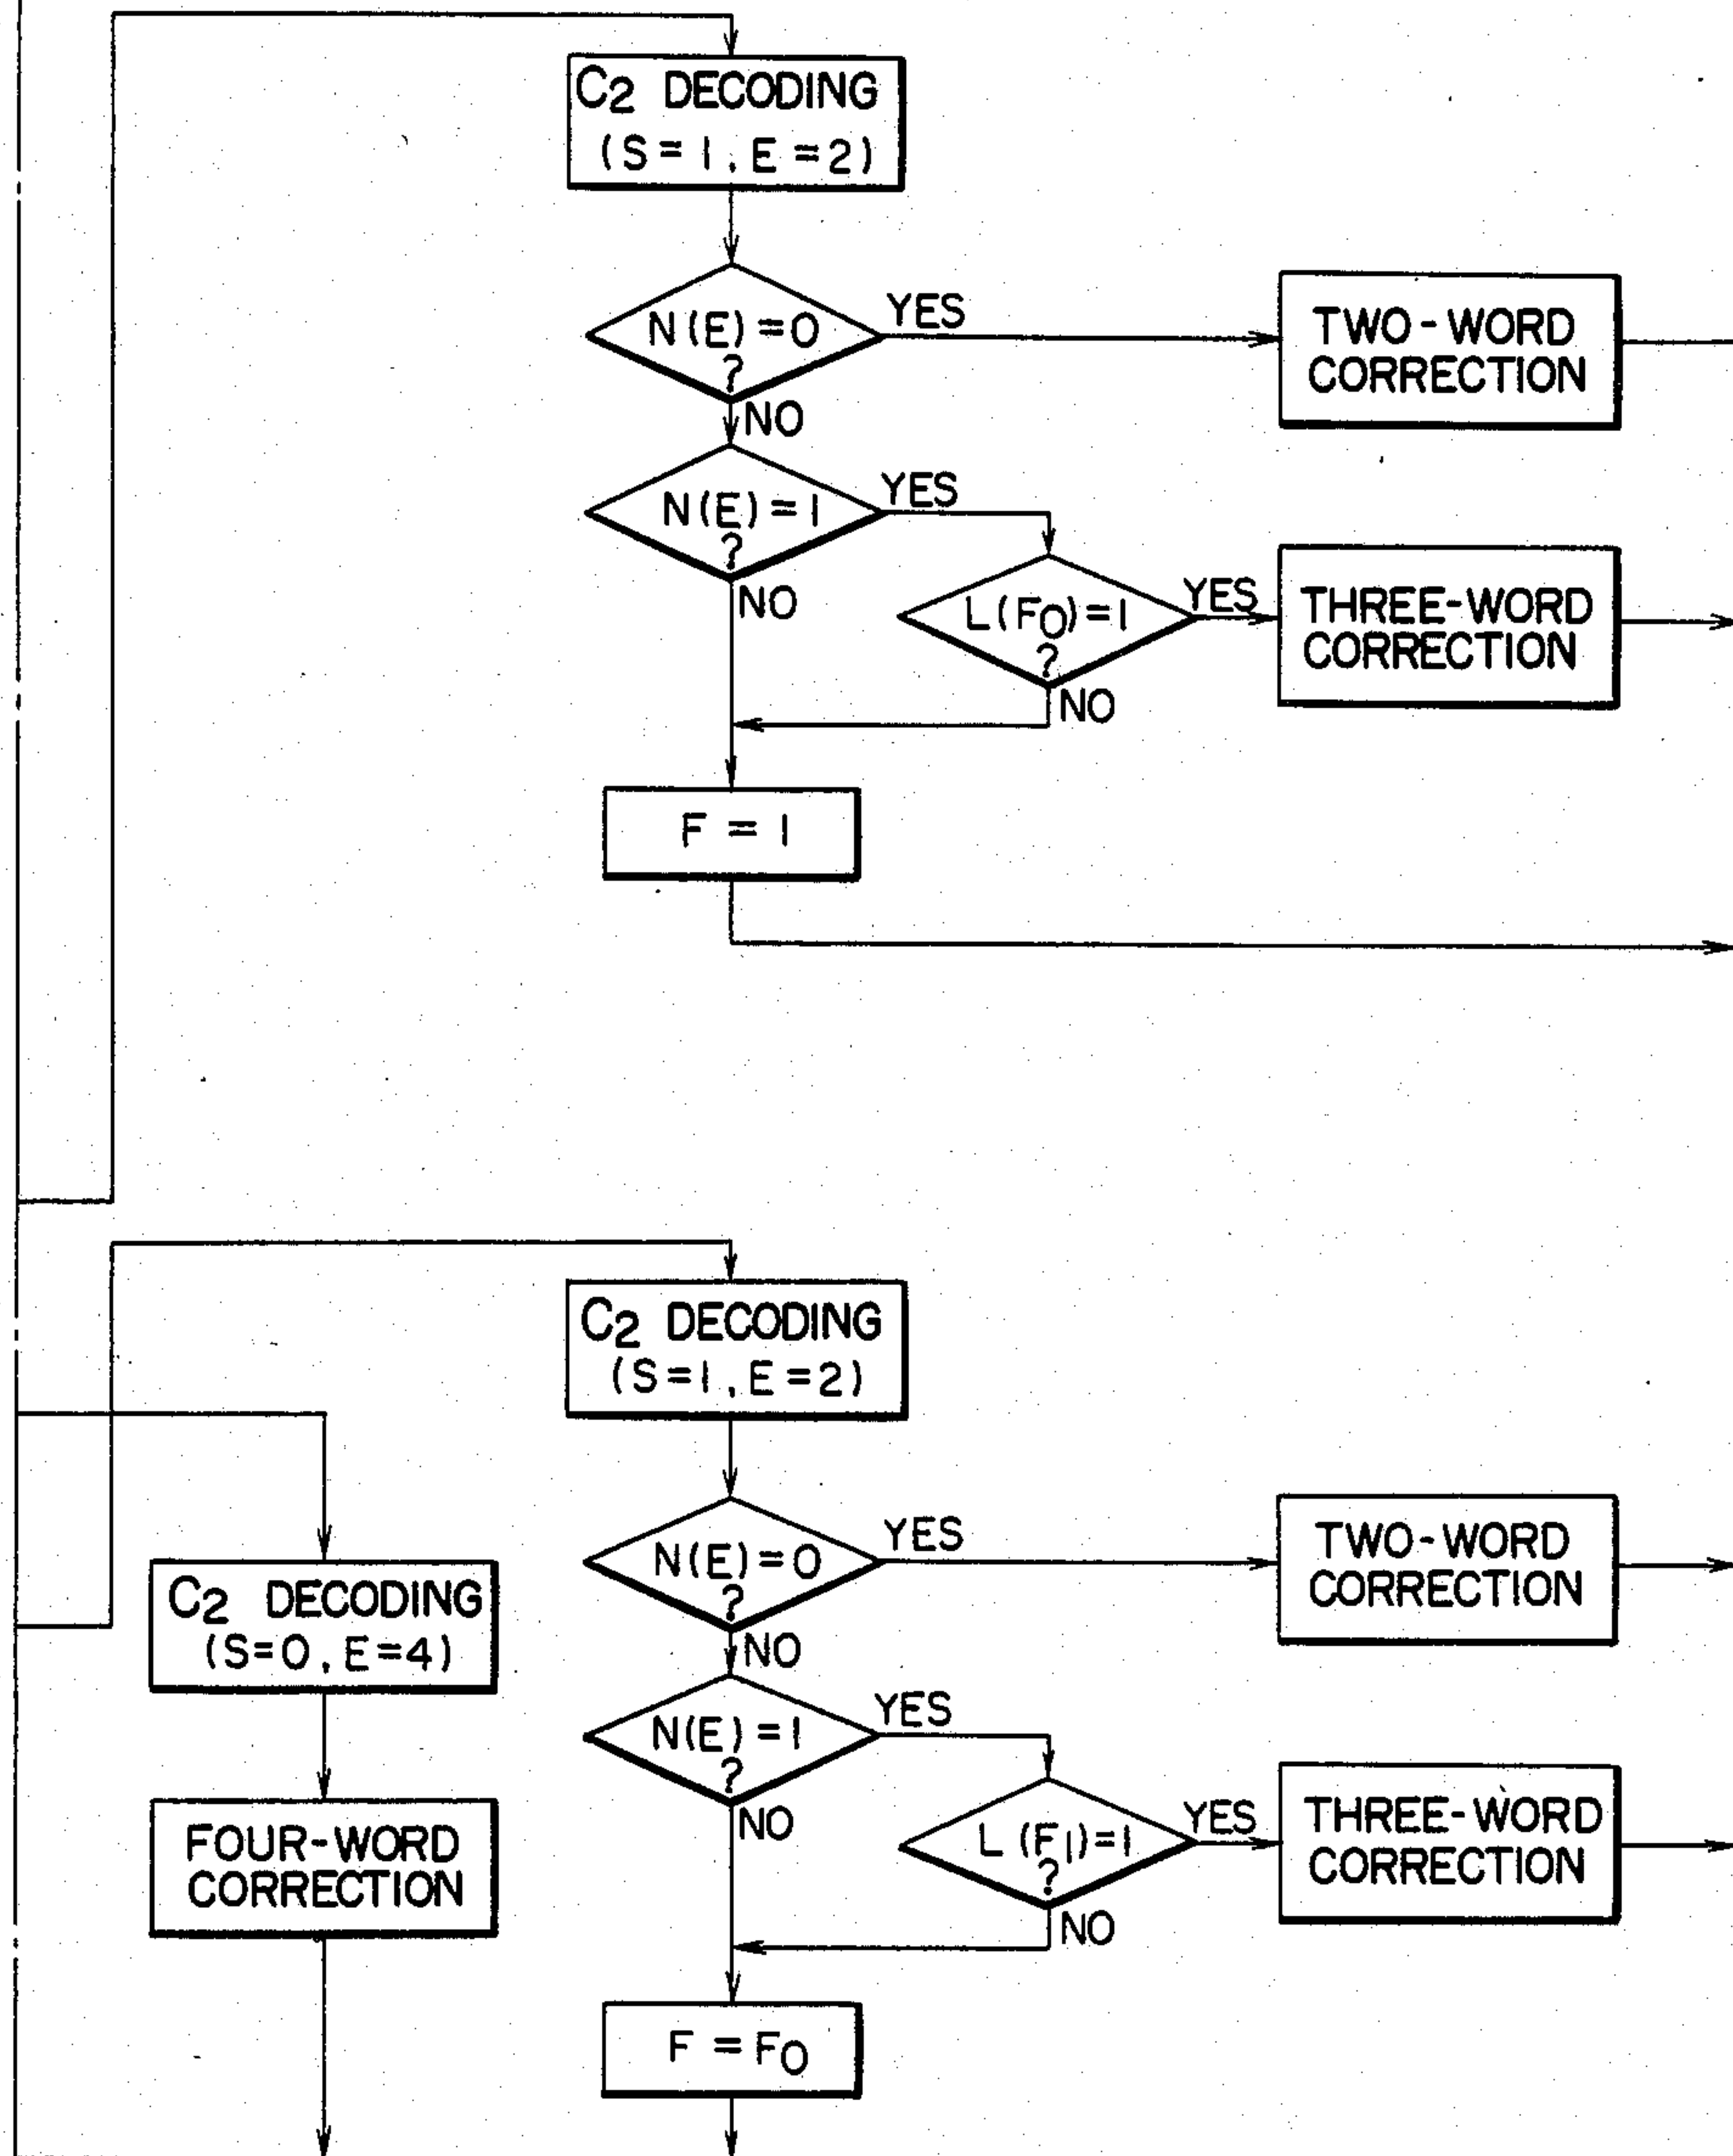 C2 DECODING
(S=1, E=2)
N(E)=0
?
YES
NO
TWO-WORD
CORRECTION
N(E)=1
?
YES
NO
L(F0)=1
?
YES
NO
THREE-WORD
CORRECTION
F = 1
C2 DECODING
(S=1, E=2)
N(E)=0
?
YES
NO
TWO-WORD
CORRECTION
C2 DECODING
(S=0, E=4)
N(E)=1
?
YES
NO
L(F1)=1
?
YES
NO
THREE-WORD
CORRECTION
FOUR-WORD
CORRECTION
F = F0